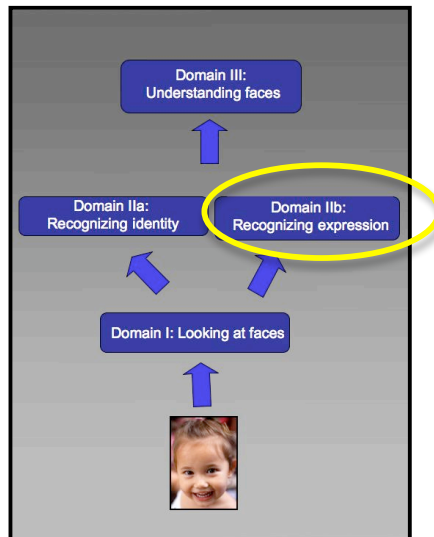 Domain III:
Understanding faces
Domain IIa:
Recognizing identity
Domain IIb:
Recognizing expression
Domain I: Looking at faces